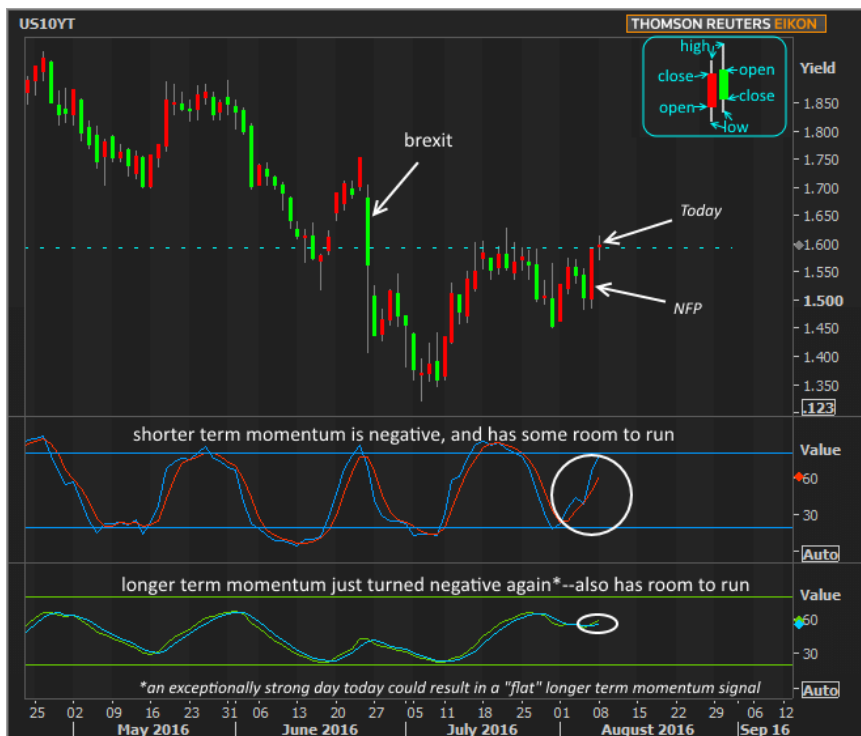 US10YT
THOMSON REUTERS EIKON
high
close
open
open
close
low
Yield
1.850
1.800
1.750
1.700
1.650
1.600
1.550
1.500
1.450
1.400
1.350
.123
brexit
Today
NFP
shorter term momentum is negative, and has some room to run
Value
60
30
Auto
longer term momentum just turned negative again*--also has room to run
Value
60
30
Auto
*an exceptionally strong day today could result in a "flat" longer term momentum signal
25 02 09 16 23 31 06 13 20 27 05 11 18 25 01 08 15 22 29 06 12
May 2016 June 2016 July 2016 August 2016 Sep 16